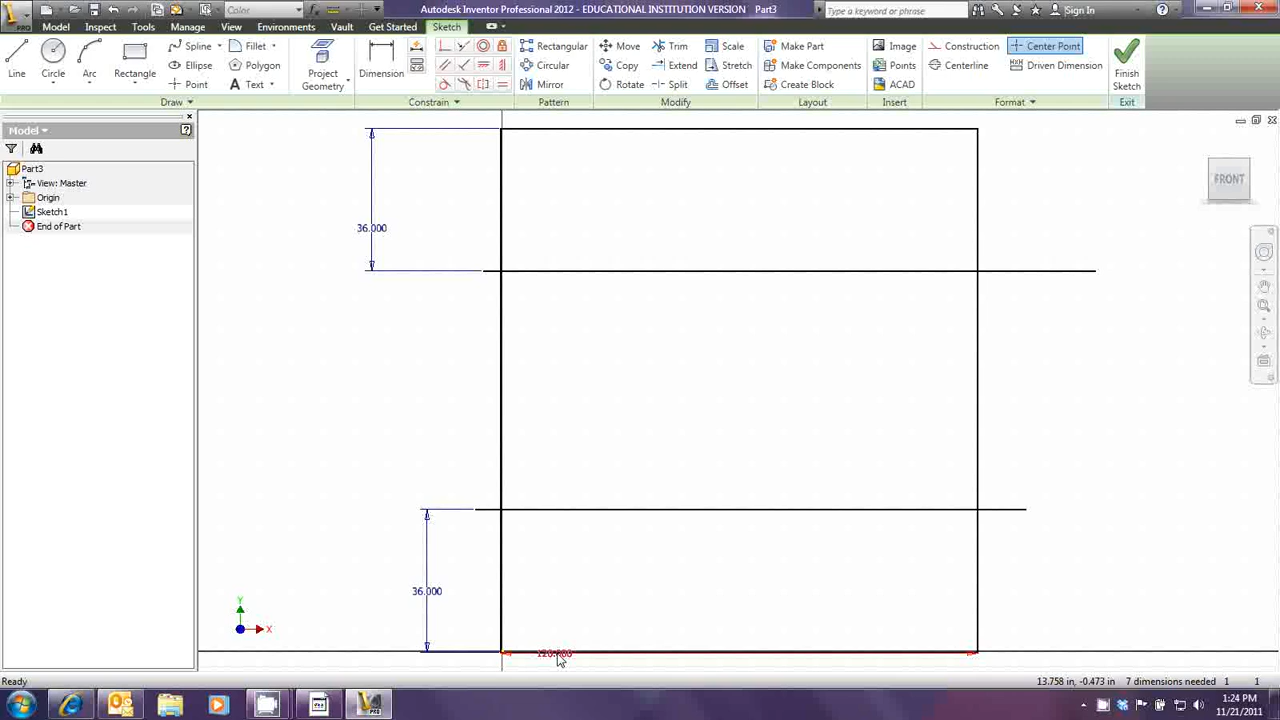 Autodesk Inventor Professional 2012 - EDUCATIONAL INSTITUTION VERSION Part3
Color
Type a keyword or phrase
Sign In
PRO
Model Inspect Tools Manage View Environments Vault Get Started Sketch
Line Circle Arc Rectangle
Spline Fillet
Ellipse Polygon
Point Text
Project Geometry
Dimension
Rectangular
Circular
Mirror
Move Trim Scale
Copy Extend Stretch
Rotate Split Offset
Make Part
Make Components
Create Block
Image
Points
ACAD
Construction Center Point
Centerline Driven Dimension
Finish Sketch
Draw Constrain Pattern Modify Layout Insert Format Exit
Model
Part3
View: Master
Origin
Sketch1
End of Part
FRONT
36.000
36.000
120.000
Y
X
Ready
13.758 in, -0.473 in 7 dimensions needed 1 1
1:24 PM
11/21/2011